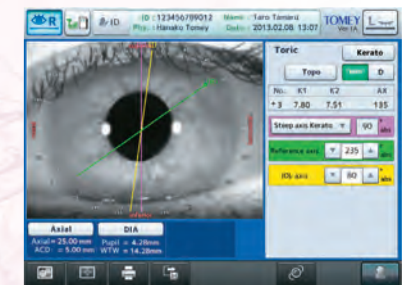 R
ID
ID : 123456789012
Name : Taro Tamaru
Phy. : Hanako Tomey
Date : 2013.02.08 13:07
TOMEY
Ver.1A
L
Toric
Kerato
Topo
D
No. K1 K2 AX
*3 7.80 7.51 135
Steep axis Kerato ▼ 90 ° abs
Reference axis ▼ 235 ▲ ° abs
IOL axis ▼ 80 ▲ ° abs
Axial
DIA
Axial = 25.00 mm
ACD = 5.00 mm
Pupil = 4.28mm
WTW = 14.28mm